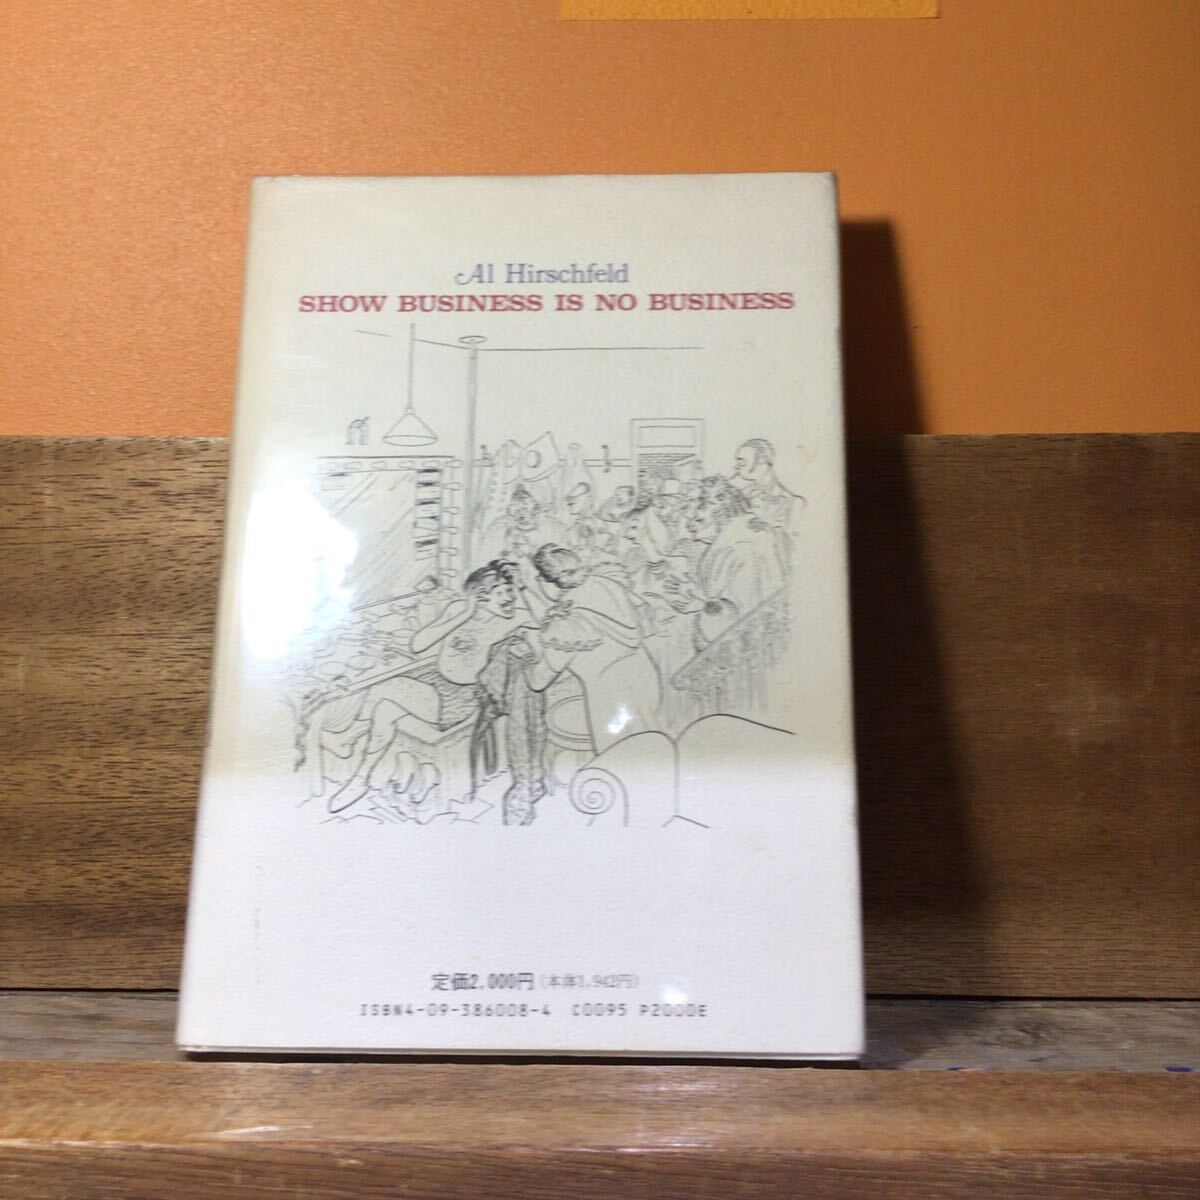 Al Hirschfeld
SHOW BUSINESS IS NO BUSINESS
定価2,000円(本体1,942円)
ISBN4-09-386008-4 C0095 P2000E